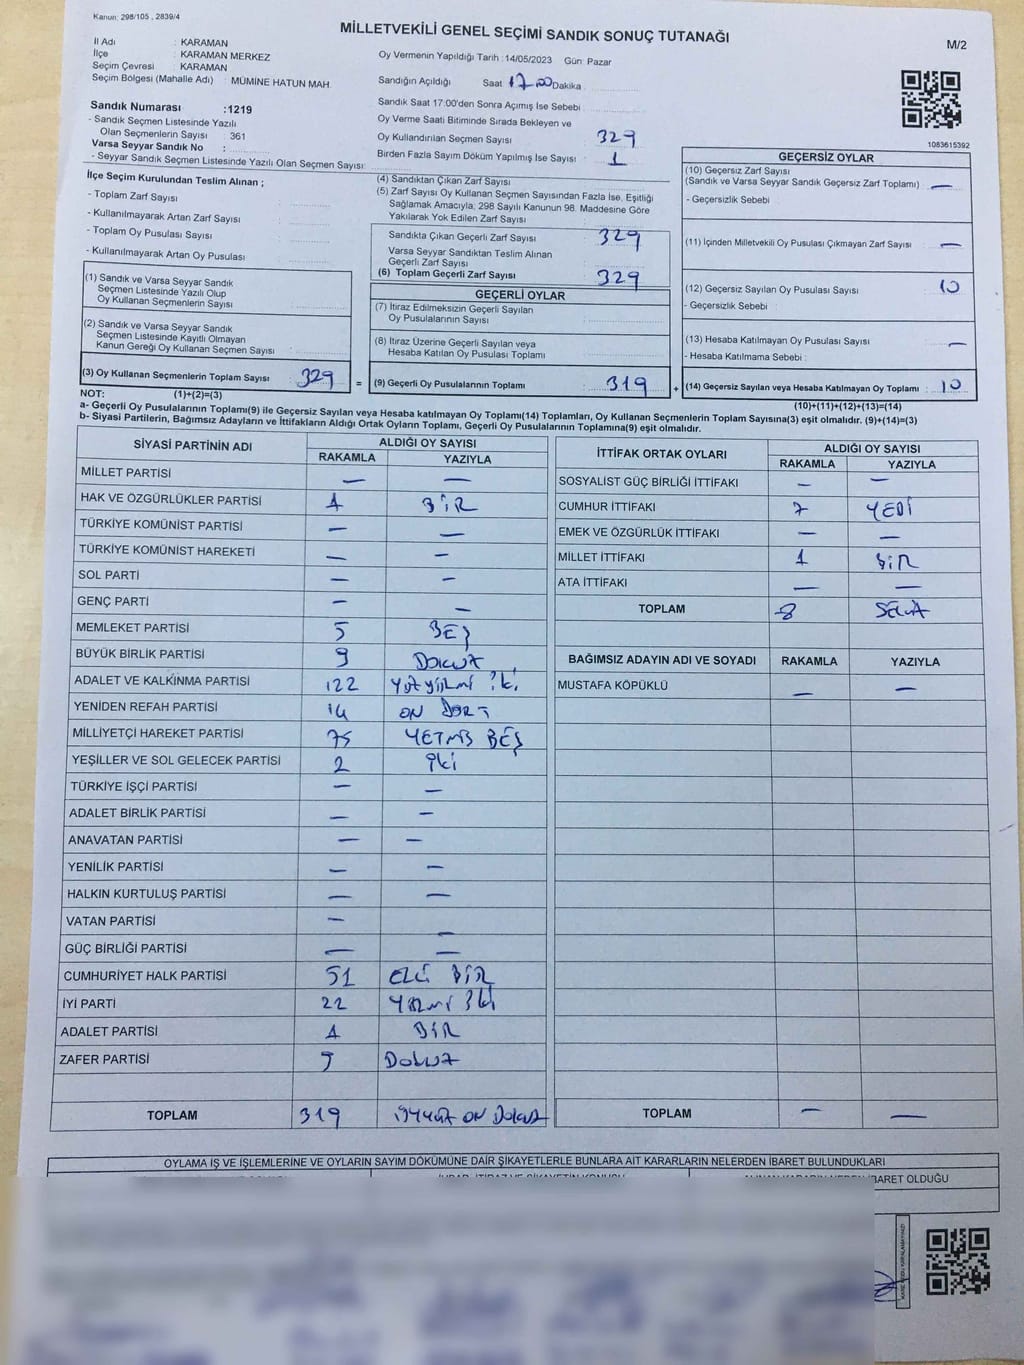 Kanun: 298/105 , 2839/4
MİLLETVEKİLİ GENEL SEÇİMİ SANDIK SONUÇ TUTANAĞI
M/2
İl Adı : KARAMAN
İlçe : KARAMAN MERKEZ
Seçim Çevresi : KARAMAN
Seçim Bölgesi (Mahalle Adı) : MÜMİNE HATUN MAH.
Sandık Numarası :1219
- Sandık Seçmen Listesinde Yazılı
Olan Seçmenlerin Sayısı : 361
Varsa Seyyar Sandık No :
- Seyyar Sandık Seçmen Listesinde Yazılı Olan Seçmen Sayısı:
Oy Vermenin Yapıldığı Tarih : 14/05/2023 Gün: Pazar
Sandığın Açıldığı Saat 17 00 Dakika
Sandık Saat 17:00'den Sonra Açımış İse Sebebi
Oy Verme Saati Bitiminde Sırada Bekleyen ve
Oy Kullandırılan Seçmen Sayısı 329
Birden Fazla Sayım Döküm Yapılmış İse Sayısı 1
1083615392
İlçe Seçim Kurulundan Teslim Alınan ;
- Toplam Zarf Sayısı :
- Kullanılmayarak Artan Zarf Sayısı :
- Toplam Oy Pusulası Sayısı :
- Kullanılmayarak Artan Oy Pusulası :
(1) Sandık ve Varsa Seyyar Sandık
Seçmen Listesinde Yazılı Olup
Oy Kullanan Seçmenlerin Sayısı :
(2) Sandık ve Varsa Seyyar Sandık
Seçmen Listesinde Kayıtlı Olmayan
Kanun Gereği Oy Kullanan Seçmen Sayısı :
(3) Oy Kullanan Seçmenlerin Toplam Sayısı : 329 =
(4) Sandıktan Çıkan Zarf Sayısı
(5) Zarf Sayısı Oy Kullanan Seçmen Sayısından Fazla İse, Eşitliği
Sağlamak Amacıyla; 298 Sayılı Kanunun 98. Maddesine Göre
Yakılarak Yok Edilen Zarf Sayısı
Sandıkta Çıkan Geçerli Zarf Sayısı : 329
Varsa Seyyar Sandıktan Teslim Alınan
Geçerli Zarf Sayısı
(6) Toplam Geçerli Zarf Sayısı : 329
GEÇERLİ OYLAR
(7) İtiraz Edilmeksizin Geçerli Sayılan
Oy Pusulalarının Sayısı
(8) İtiraz Üzerine Geçerli Sayılan veya
Hesaba Katılan Oy Pusulası Toplamı
(9) Geçerli Oy Pusulalarının Toplamı : 319 +
GEÇERSİZ OYLAR
(10) Geçersiz Zarf Sayısı
(Sandık ve Varsa Seyyar Sandık Geçersiz Zarf Toplamı) : —
- Geçersizlik Sebebi
(11) İçinden Milletvekili Oy Pusulası Çıkmayan Zarf Sayısı : —
(12) Geçersiz Sayılan Oy Pusulası Sayısı : 10
- Geçersizlik Sebebi
(13) Hesaba Katılmayan Oy Pusulası Sayısı : —
- Hesaba Katılmama Sebebi :
(14) Geçersiz Sayılan veya Hesaba Katılmayan Oy Toplamı : 10
NOT: (1)+(2)=(3)
(10)+(11)+(12)+(13)=(14)
a- Geçerli Oy Pusulalarının Toplamı(9) ile Geçersiz Sayılan veya Hesaba katılmayan Oy Toplamı(14) Toplamları, Oy Kullanan Seçmenlerin Toplam Sayısına(3) eşit olmalıdır. (9)+(14)=(3)
b- Siyasi Partilerin, Bağımsız Adayların ve İttifakların Aldığı Ortak Oyların Toplamı, Geçerli Oy Pusulalarının Toplamına(9) eşit olmalıdır.
SİYASİ PARTİNİN ADI ALDIĞI OY SAYISI
RAKAMLA YAZIYLA
MİLLET PARTİSİ — —
HAK VE ÖZGÜRLÜKLER PARTİSİ 1 BİR
TÜRKİYE KOMÜNİST PARTİSİ — —
TÜRKİYE KOMÜNİST HAREKETİ — —
SOL PARTİ — —
GENÇ PARTİ — —
MEMLEKET PARTİSİ 5 BEŞ
BÜYÜK BİRLİK PARTİSİ 9 DOKUZ
ADALET VE KALKINMA PARTİSİ 122 YÜZ YİRMİ İKİ
YENİDEN REFAH PARTİSİ 14 ON DÖRT
MİLLİYETÇİ HAREKET PARTİSİ 75 YETMİŞ BEŞ
YEŞİLLER VE SOL GELECEK PARTİSİ 2 İKİ
TÜRKİYE İŞÇİ PARTİSİ — —
ADALET BİRLİK PARTİSİ — —
ANAVATAN PARTİSİ — —
YENİLİK PARTİSİ — —
HALKIN KURTULUŞ PARTİSİ — —
VATAN PARTİSİ — —
GÜÇ BİRLİĞİ PARTİSİ — —
CUMHURİYET HALK PARTİSİ 51 ELLİ BİR
İYİ PARTİ 22 YİRMİ İKİ
ADALET PARTİSİ 1 BİR
ZAFER PARTİSİ 9 DOKUZ
TOPLAM 319 ÜÇYÜZ ON DOKUZ
İTTİFAK ORTAK OYLARI ALDIĞI OY SAYISI
RAKAMLA YAZIYLA
SOSYALİST GÜÇ BİRLİĞİ İTTİFAKI — —
CUMHUR İTTİFAKI 7 YEDİ
EMEK VE ÖZGÜRLÜK İTTİFAKI — —
MİLLET İTTİFAKI 1 BİR
ATA İTTİFAKI — —
TOPLAM 8
BAĞIMSIZ ADAYIN ADI VE SOYADI RAKAMLA YAZIYLA
MUSTAFA KÖPÜKLÜ — —
TOPLAM — —
OYLAMA İŞ VE İŞLEMLERİNE VE OYLARIN SAYIM DÖKÜMÜNE DAİR ŞİKAYETLERLE BUNLARA AİT KARARLARIN NELERDEN İBARET BULUNDUKLARI
İBARET OLDUĞU